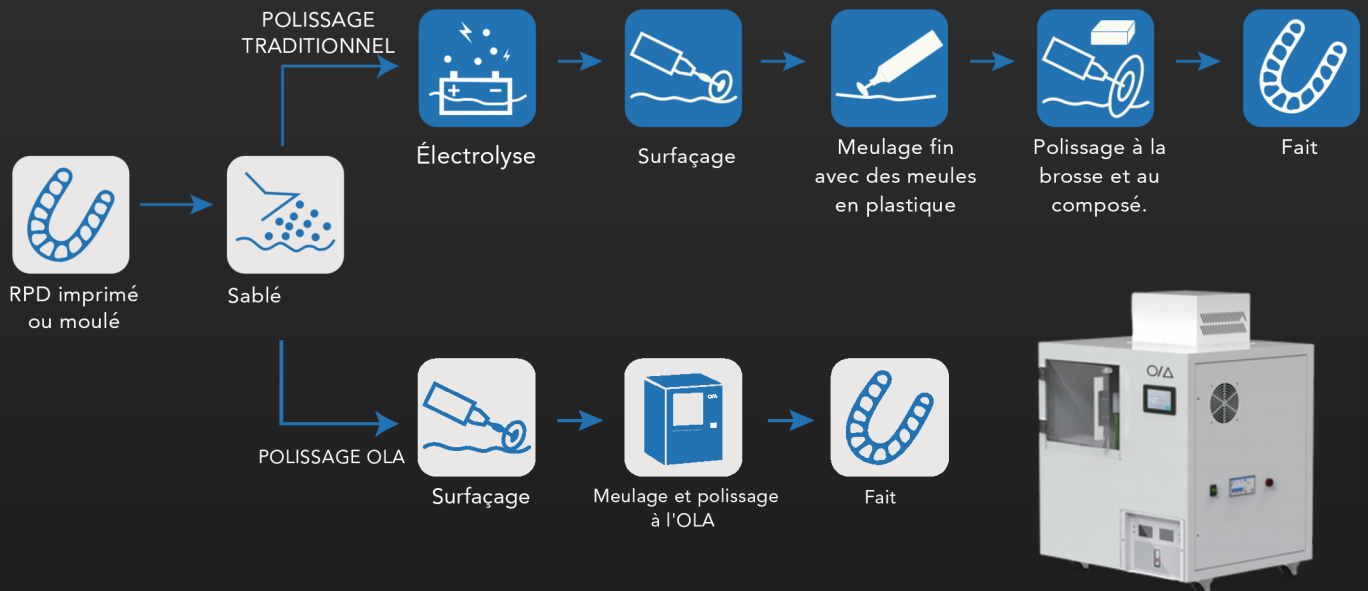 POLISSAGE
TRADITIONNEL
Électrolyse
Surfaçage
Meulage fin
avec des meules
en plastique
Polissage à la
brosse et au
composé.
Fait
RPD imprimé
ou moulé
Sablé
POLISSAGE OLA
Surfaçage
Meulage et polissage
à l'OLA
Fait